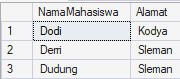 NamaMahasiswa Alamat
1 Dodi Kodya
2 Derri Sleman
3 Dudung Sleman